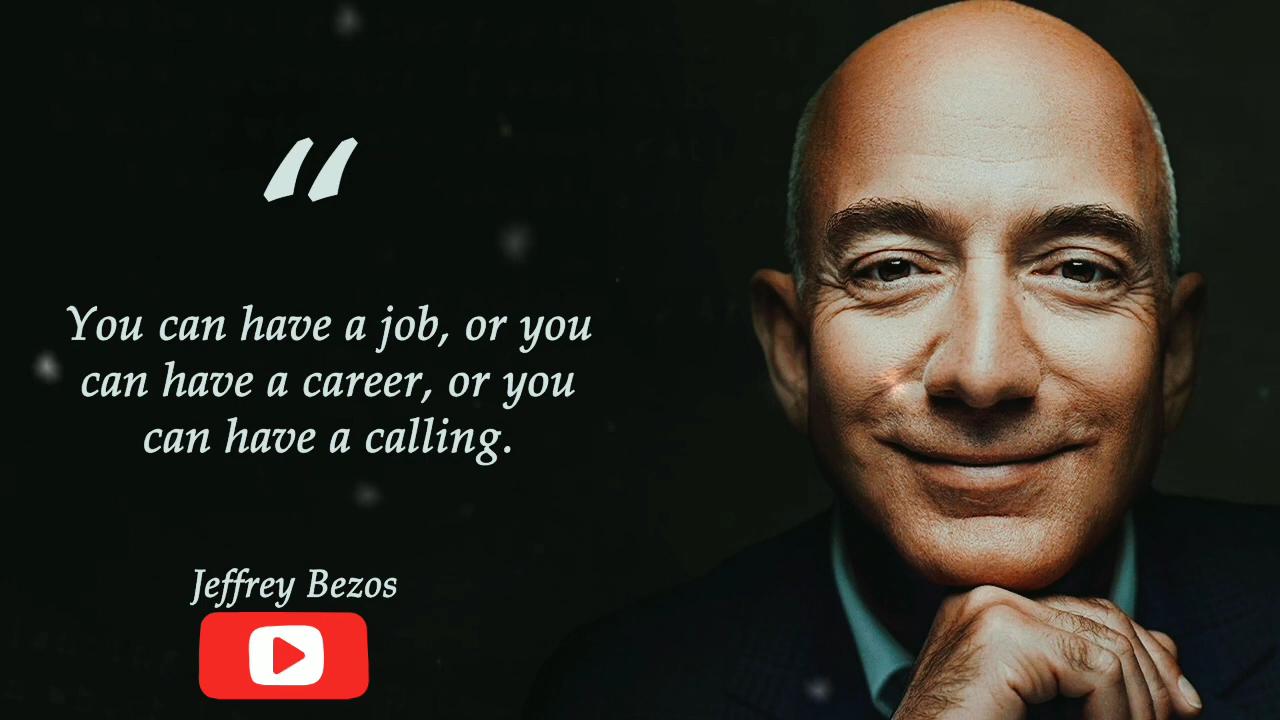 “
You can have a job, or you
can have a career, or you
can have a calling.
Jeffrey Bezos